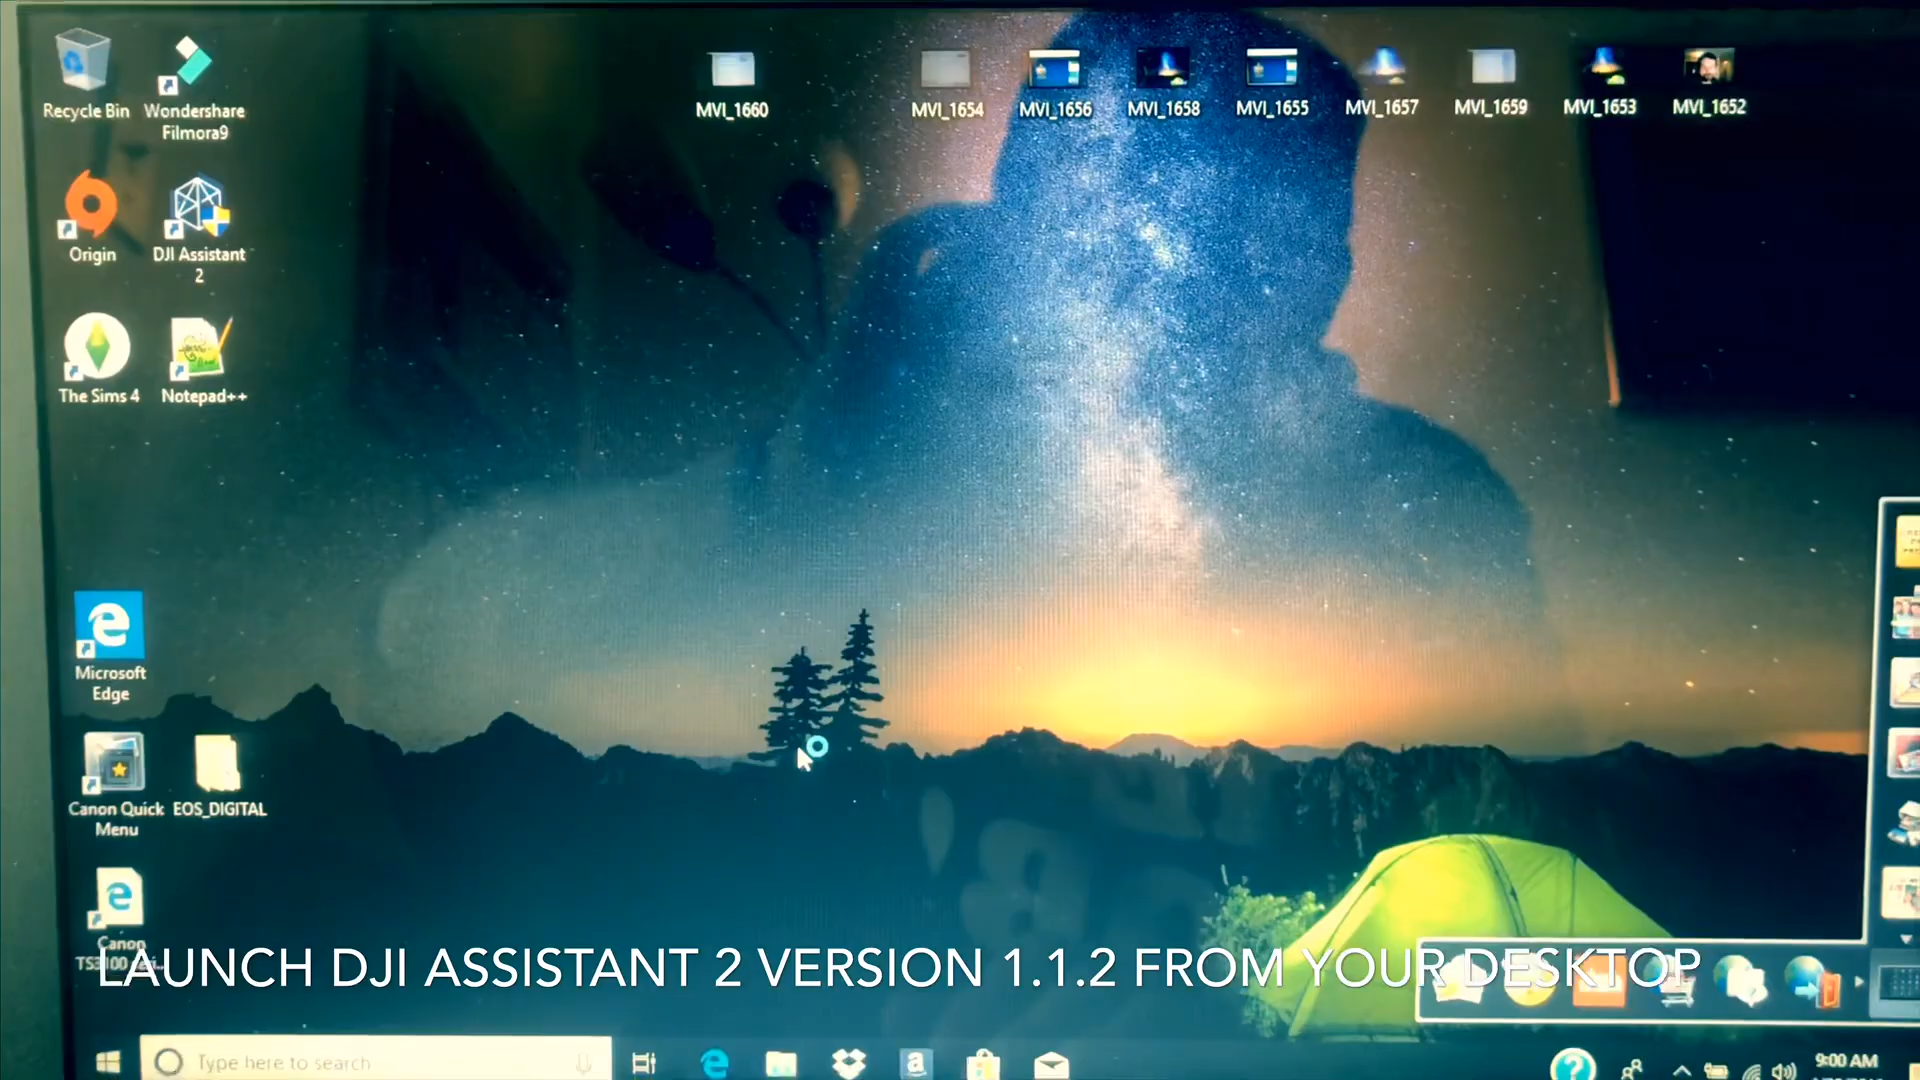 Recycle Bin
Wondershare
Filmora9
MVI_1660
MVI_1654
MVI_1656
MVI_1658
MVI_1655
MVI_1657
MVI_1659
MVI_1653
MVI_1652
Origin
DJI Assistant
2
The Sims 4
Notepad++
Microsoft
Edge
Canon Quick
Menu
EOS_DIGITAL
Canon
LAUNCH DJI ASSISTANT 2 VERSION 1.1.2 FROM YOUR DESKTOP
Type here to search
9:00 AM